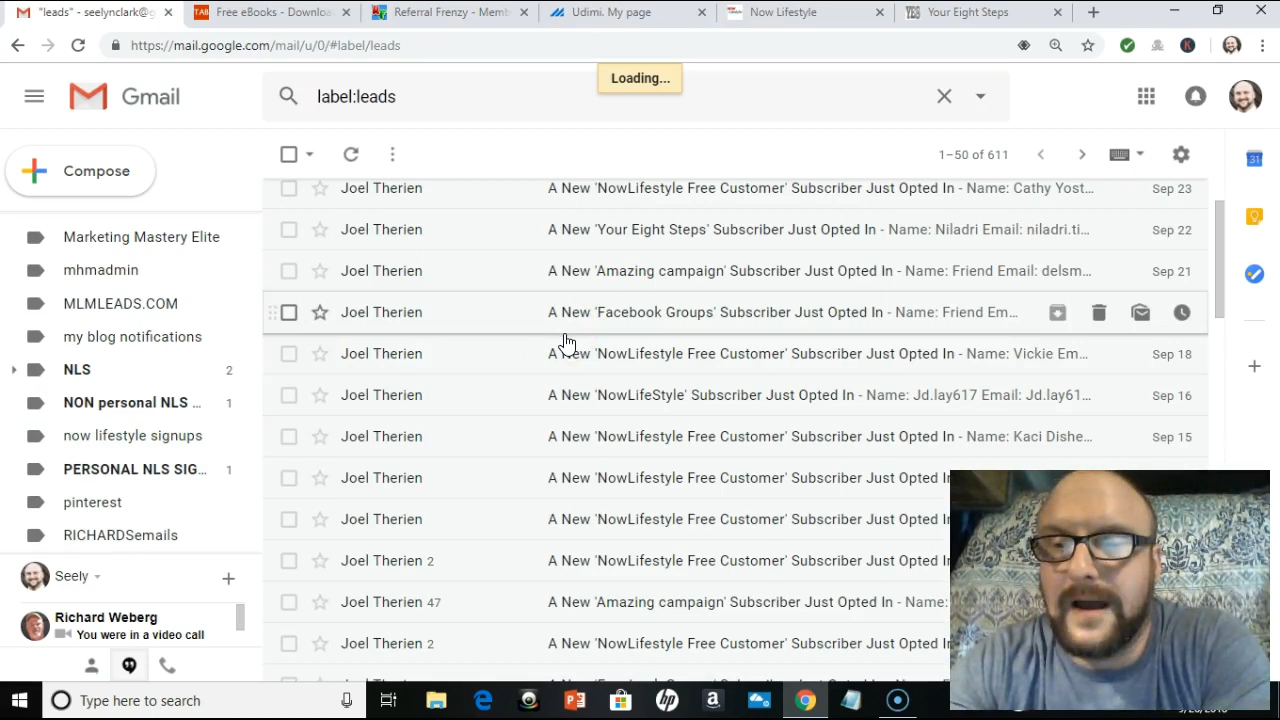 "leads" - seelynclark@g
Free eBooks - Downloa
Referral Frenzy - Memb
Udimi. My page
Now Lifestyle
Your Eight Steps
https://mail.google.com/mail/u/0/#label/leads
Loading...
Gmail
label:leads
Compose
1–50 of 611
Marketing Mastery Elite
mhmadmin
MLMLEADS.COM
my blog notifications
NLS 2
NON personal NLS ... 1
now lifestyle signups
PERSONAL NLS SIG... 1
pinterest
RICHARDSemails
Seely
Richard Weberg
You were in a video call
Joel Therien A New 'NowLifestyle Free Customer' Subscriber Just Opted In - Name: Cathy Yost... Sep 23
Joel Therien A New 'Your Eight Steps' Subscriber Just Opted In - Name: Niladri Email: niladri.ti... Sep 22
Joel Therien A New 'Amazing campaign' Subscriber Just Opted In - Name: Friend Email: delsm... Sep 21
Joel Therien A New 'Facebook Groups' Subscriber Just Opted In - Name: Friend Em...
Joel Therien A New 'NowLifestyle Free Customer' Subscriber Just Opted In - Name: Vickie Em... Sep 18
Joel Therien A New 'NowLifeStyle' Subscriber Just Opted In - Name: Jd.lay617 Email: Jd.lay61... Sep 16
Joel Therien A New 'NowLifestyle Free Customer' Subscriber Just Opted In - Name: Kaci Dishe... Sep 15
Joel Therien A New 'NowLifestyle Free Customer' Subscriber Just Opted In
Joel Therien A New 'NowLifestyle Free Customer' Subscriber Just Opted In
Joel Therien 2 A New 'NowLifestyle Free Customer' Subscriber Just Opted In
Joel Therien 47 A New 'Amazing campaign' Subscriber Just Opted In - Name:
Joel Therien 2 A New 'NowLifestyle Free Customer' Subscriber Just Opted In
Type here to search